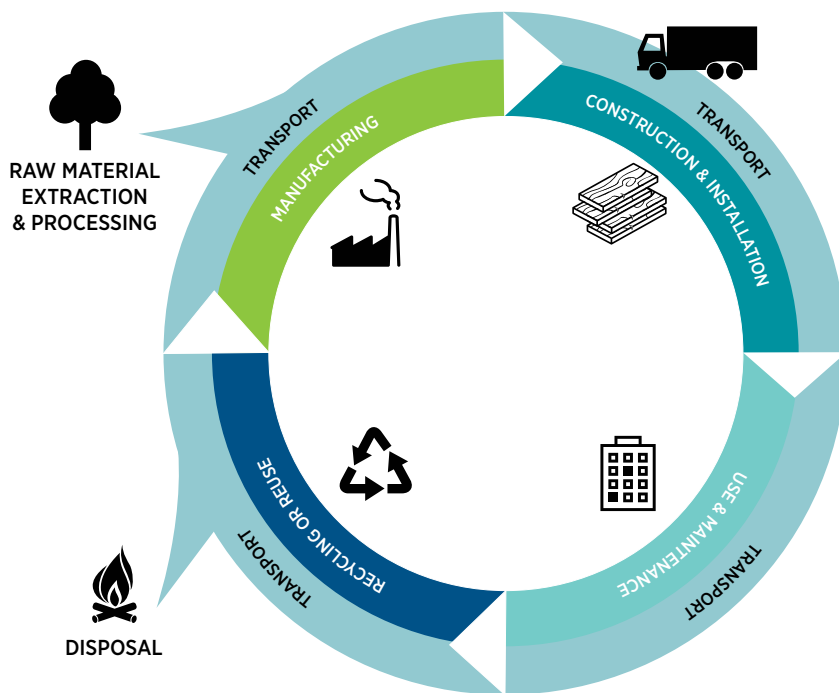 RAW MATERIAL
EXTRACTION
& PROCESSING
TRANSPORT
MANUFACTURING
CONSTRUCTION & INSTALLATION
TRANSPORT
USE & MAINTENANCE
TRANSPORT
RECYCLING OR REUSE
TRANSPORT
DISPOSAL